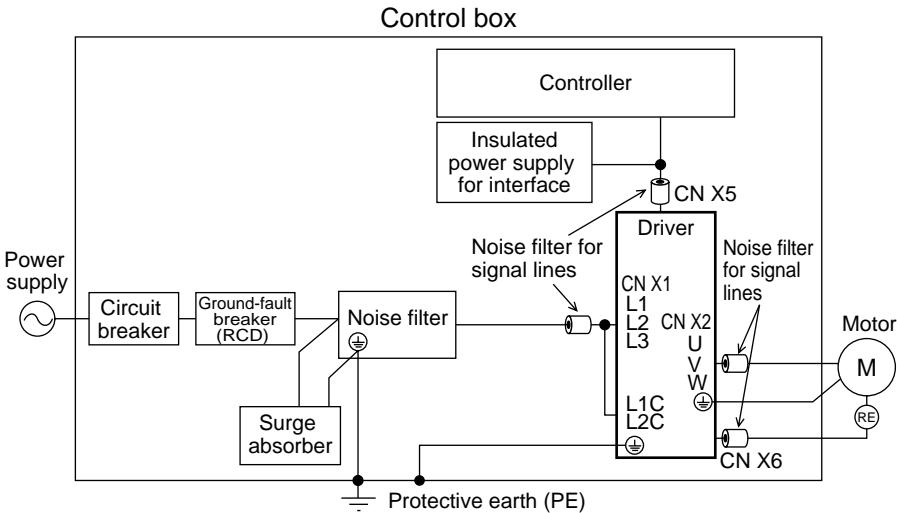 Control box
Controller
Insulated
power supply
for interface
CN X5
Driver
Noise filter for
signal lines
Noise filter
for signal
lines
Power
supply
Circuit
breaker
Ground-fault
breaker
(RCD)
Noise filter
Surge
absorber
CN X1
L1
L2
L3
L1C
L2C
CN X2
U
V
W
Motor
M
RE
CN X6
Protective earth (PE)